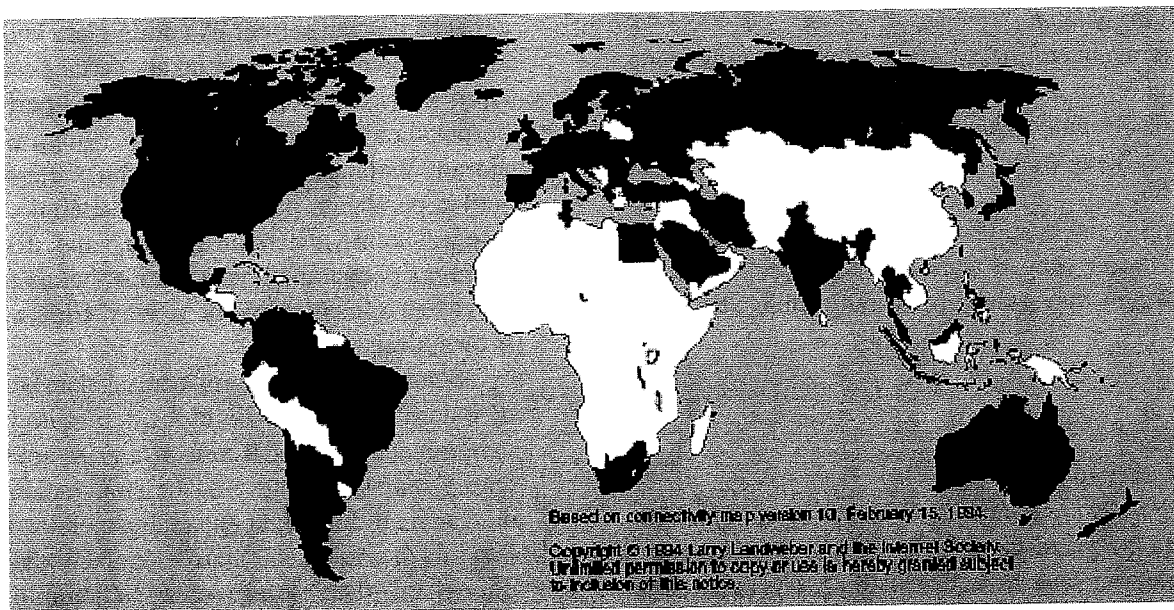 Based on connectivity map version 10, February 15, 1994.
Copyright © 1994 Larry Landweber and the Internet Society.
Unlimited permission to copy or use is hereby granted subject
to inclusion of this notice.